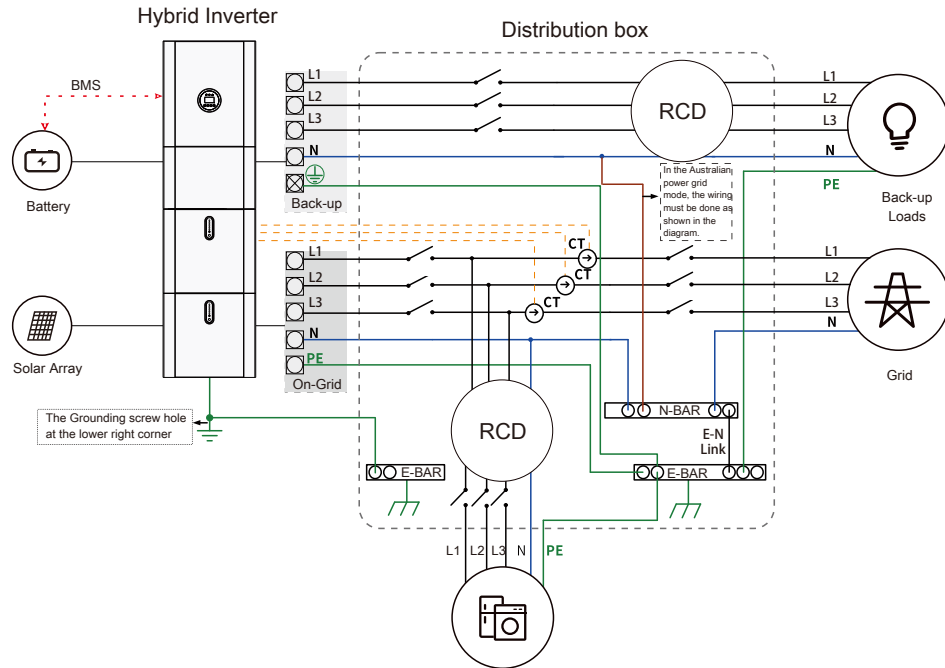 Hybrid Inverter
Distribution box
BMS
Battery
Solar Array
The Grounding screw hole
at the lower right corner
L1
L2
L3
N
Back-up
L1
L2
L3
N
PE
On-Grid
RCD
In the Australian
power grid
mode, the wiring
must be done as
shown in the
diagram.
CT
CT
CT
L1
L2
L3
N
PE
Back-up
Loads
L1
L2
L3
N
Grid
N-BAR
E-N
Link
E-BAR
E-BAR
RCD
L1
L2
L3
N
PE